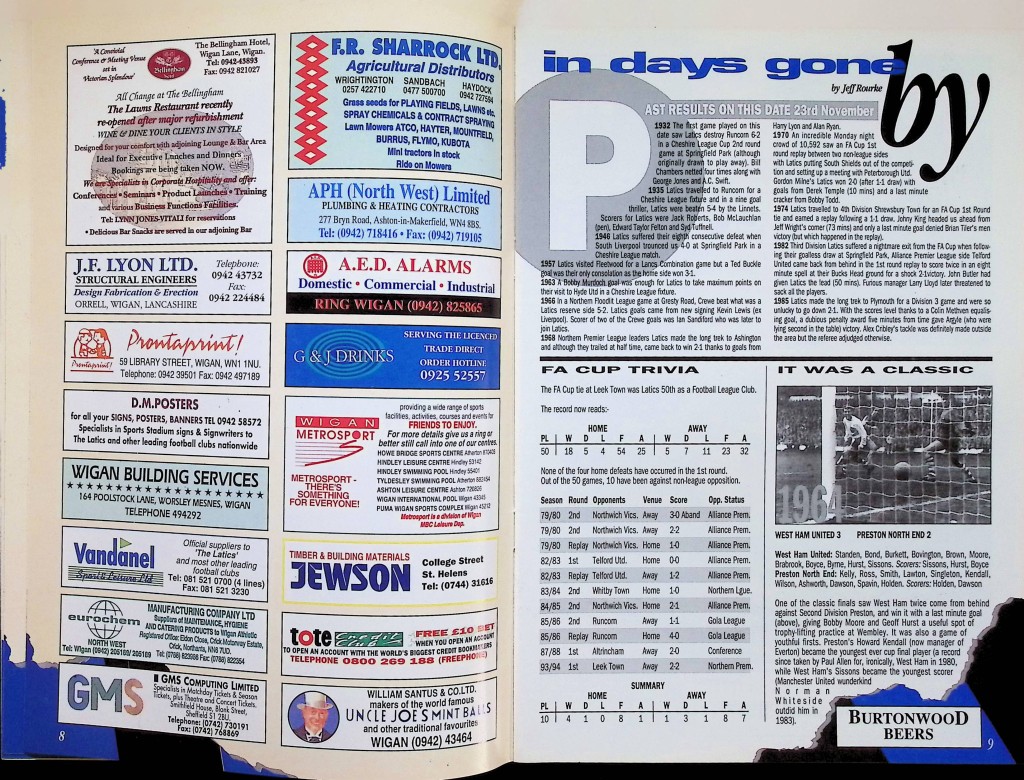 'A Convivial
Conference & Meeting Venue
set in
'Victorian Splendour'
Bellingham
The Bellingham Hotel,
Wigan Lane, Wigan.
Tel: 0942-43893
Fax: 0942 821027
All Change at The Bellingham
The Lawns Restaurant recently
re-opened after major refurbishment
WINE & DINE YOUR CLIENTS IN STYLE
Designed for your comfort with adjoining Lounge & Bar Area
Ideal for Executive Lunches and Dinners
Bookings are being taken NOW.
We are Specialists in Corporate Hospitality and offer:
Conferences • Seminars • Product Launches • Training
and various Business Functions Facilities.
Tel: LYNN JONES-VITALI for reservations
• Delicious Bar Snacks are served in our adjoining Bar
J.F. LYON LTD.
STRUCTURAL ENGINEERS
Design Fabrication & Erection
ORRELL, WIGAN, LANCASHIRE
Telephone:
0942 43732
Fax:
0942 224484
Prontaprint!
Prontaprint!
59 LIBRARY STREET, WIGAN, WN1 1NU.
Telephone: 0942 39501 Fax: 0942 497189
D.M.POSTERS
for all your SIGNS, POSTERS, BANNERS TEL 0942 58572
Specialists in Sports Stadium signs & Signwriters to
The Latics and other leading football clubs nationwide
WIGAN BUILDING SERVICES
164 POOLSTOCK LANE, WORSLEY MESNES, WIGAN
TELEPHONE 494292
Vandanel
Sports Leisure Ltd
Official suppliers to
'The Latics'
and most other leading
football clubs
Tel: 081 521 0700 (4 lines)
Fax: 081 521 3230
eurochem
NORTH WEST
MANUFACTURING COMPANY LTD
Suppliers of MAINTENANCE, HYGIENE
AND CATERING PRODUCTS to Wigan Athletic
Registered Office: Eldon Close, Crick Motorway Estate,
Crick, Northants, NN6 7UD.
Tel: Wigan (0942) 205169/ 205109 Tel: (0788) 823938 Fax: (0788) 822354
GMS
GMS COMPUTING LIMITED
Specialists in Matchday Tickets & Season
Tickets, plus Theatre and Concert Tickets.
Smithfield House, Blonk Street,
Sheffield S1 2BU.
Telephone: (0742) 730191
Fax: (0742) 768869
8
F.R. SHARROCK LTD.
Agricultural Distributors
WRIGHTINGTON SANDBACH HAYDOCK
0257 422710 0477 500700 0942 727594
Grass seeds for PLAYING FIELDS, LAWNS etc.
SPRAY CHEMICALS & CONTRACT SPRAYING
Lawn Mowers ATCO, HAYTER, MOUNTFIELD,
BURRUS, FLYMO, KUBOTA
Mini tractors in stock
Ride on Mowers
APH (North West) Limited
PLUMBING & HEATING CONTRACTORS
277 Bryn Road, Ashton-in-Makerfield, WN4 8BS.
Tel: (0942) 718416 • Fax: (0942) 719105
A.E.D. ALARMS
Domestic • Commercial • Industrial
RING WIGAN (0942) 825865
G & J DRINKS
SERVING THE LICENCED
TRADE DIRECT
ORDER HOTLINE
0925 52557
WIGAN
METROSPORT
METROSPORT -
THERE'S
SOMETHING
FOR EVERYONE!
providing a wide range of sports
facilities, activities, courses and events for
FRIENDS TO ENJOY.
For more details give us a ring or
better still call into one of our centres.
HOWE BRIDGE SPORTS CENTRE Atherton 870403
HINDLEY LEISURE CENTRE Hindley 53142
HINDLEY SWIMMING POOL Hindley 55401
TYLDESLEY SWIMMING POOL Atherton 882454
ASHTON LEISURE CENTRE Ashton 720826
WIGAN INTERNATIONAL POOL Wigan 43345
PUMA WIGAN SPORTS COMPLEX Wigan 45212
Metrosport is a division of Wigan
MBC Leisure Dep.
TIMBER & BUILDING MATERIALS
JEWSON
College Street
St. Helens
Tel: (0744) 31616
tote Credit Club
FREE £10 BET
WHEN YOU OPEN AN ACCOUNT
TO OPEN AN ACCOUNT WITH THE WORLD'S BIGGEST CREDIT BOOKMAKERS
TELEPHONE 0800 269 188 (FREEPHONE)
WILLIAM SANTUS & CO.LTD.
makers of the world famous
UNCLE JOE'S MINT BALLS
and other traditional favourites
WIGAN (0942) 43464
in days gone by
by Jeff Rourke
PAST RESULTS ON THIS DATE 23rd November
1932 The first game played on this
date saw Latics destroy Runcorn 6-2
in a Cheshire League Cup 2nd round
game at Springfield Park (although
originally drawn to play away). Bill
Chambers netted four times along with
George Jones and A.C. Swift.
1935 Latics travelled to Runcorn for a
Cheshire League fixture and in a nine goal
thriller, Latics were beaten 5-4 by the Linnets.
Scorers for Latics were Jack Roberts, Bob McLauchlan
(pen), Edward Taylor Felton and Syd Tufnell.
1946 Latics suffered their eighth consecutive defeat when
South Liverpool trounced us 4-0 at Springfield in a
Cheshire League match.
1957 Latics visited Fleetwood for a Lancs Combination game but a Ted Buckle
goal was their only consolation as the home side won 3-1.
1963 A Bobby Murdoch goal was enough for Latics to take maximum points on
their visit to Hyde Utd in a Cheshire League fixture.
1966 In a Northern Floodlit League game at Gresty Road, Crewe beat what was a
Latics reserve side 5-2. Latics goals came from new signing Kevin Lewis (ex
Liverpool). Scorer of two of the Crewe goals was Ian Sandiford who was later to
join Latics.
1968 Northern Premier League leaders Latics made the long trek to Ashington
and although they trailed at half time, came back to win 2-1 thanks to goals from
Harry Lyon and Alan Ryan.
1970 An incredible Monday night
crowd of 10,592 saw an FA Cup 1st
round replay between two non-league sides
with Latics putting South Shields out of the competi-
tion and setting up a meeting with Peterborough Utd.
Gordon Milne's Latics won 2-0 (after 1-1 draw) with
goals from Derek Temple (10 mins) and a last minute
cracker from Bobby Todd.
1974 Latics travelled to 4th Division Shrewsbury Town for an FA Cup 1st Round
tie and earned a replay following a 1-1 draw. Johny King headed us ahead from
Jeff Wright's corner (73 mins) and only a last minute goal denied Brian Tiler's men
victory (but which happened in the replay).
1982 Third Division Latics suffered a nightmare exit from the FA Cup when follow-
ing their goalless draw at Springfield Park, Alliance Premier League side Telford
United came back from behind in the 1st round replay to score twice in an eight
minute spell at their Bucks Head ground for a shock 2-1victory. John Butler had
given Latics the lead (50 mins). Furious manager Larry Lloyd later threatened to
sack all the players.
1985 Latics made the long trek to Plymouth for a Division 3 game and were so
unlucky to go down 2-1. With the scores level thanks to a Colin Methven equalis-
ing goal, a dubious penalty award five minutes from time gave Argyle (who were
lying second in the table) victory. Alex Cribley's tackle was definitely made outside
the area but the referee adjudged otherwise.
FA CUP TRIVIA
The FA Cup tie at Leek Town was Latics 50th as a Football League Club.
The record now reads:-
HOME AWAY
PL W D L F A W D L F A
50 18 5 4 54 25 5 7 11 23 32
None of the four home defeats have occurred in the 1st round.
Out of the 50 games, 10 have been against non-league opposition.
Season Round Opponents Venue Score Opp. Status
79/80 2nd Northwich Vics. Away 3-0 Aband Alliance Prem.
79/80 2nd Northwich Vics. Away 2-2 Alliance Prem.
79/80 Replay Northwich Vics. Home 1-0 Alliance Prem.
82/83 1st Telford Utd. Home 0-0 Alliance Prem.
82/83 Replay Telford Utd. Away 1-2 Alliance Prem.
83/84 2nd Whitby Town Home 1-0 Northern Lgue.
84/85 2nd Northwich Vics. Home 2-1 Alliance Prem.
85/86 2nd Runcorn Away 1-1 Gola League
85/86 Replay Runcorn Home 4-0 Gola League
87/88 1st Altrincham Away 2-0 Conference
93/94 1st Leek Town Away 2-2 Northern Prem.
SUMMARY
HOME AWAY
PL W D L F A W D L F A
10 4 1 0 8 1 1 3 1 8 7
IT WAS A CLASSIC
1964
WEST HAM UNITED 3 PRESTON NORTH END 2
West Ham United: Standen, Bond, Burkett, Bovington, Brown, Moore,
Brabrook, Boyce, Byrne, Hurst, Sissons. Scorers: Sissons, Hurst, Boyce
Preston North End: Kelly, Ross, Smith, Lawton, Singleton, Kendall,
Wilson, Ashworth, Dawson, Spavin, Holden. Scorers: Holden, Dawson
One of the classic finals saw West Ham twice come from behind
against Second Division Preston, and win it with a last minute goal
(above), giving Bobby Moore and Geoff Hurst a useful spot of
trophy-lifting practice at Wembley. It was also a game of
youthful firsts. Preston's Howard Kendall (now manager of
Everton) became the youngest ever cup final player (a record
since taken by Paul Allen for, ironically, West Ham in 1980,
while West Ham's Sissons became the youngest scorer
(Manchester United wunderkind
Norman
Whiteside
outdid him in
1983).
BURTONWOOD
BEERS
9